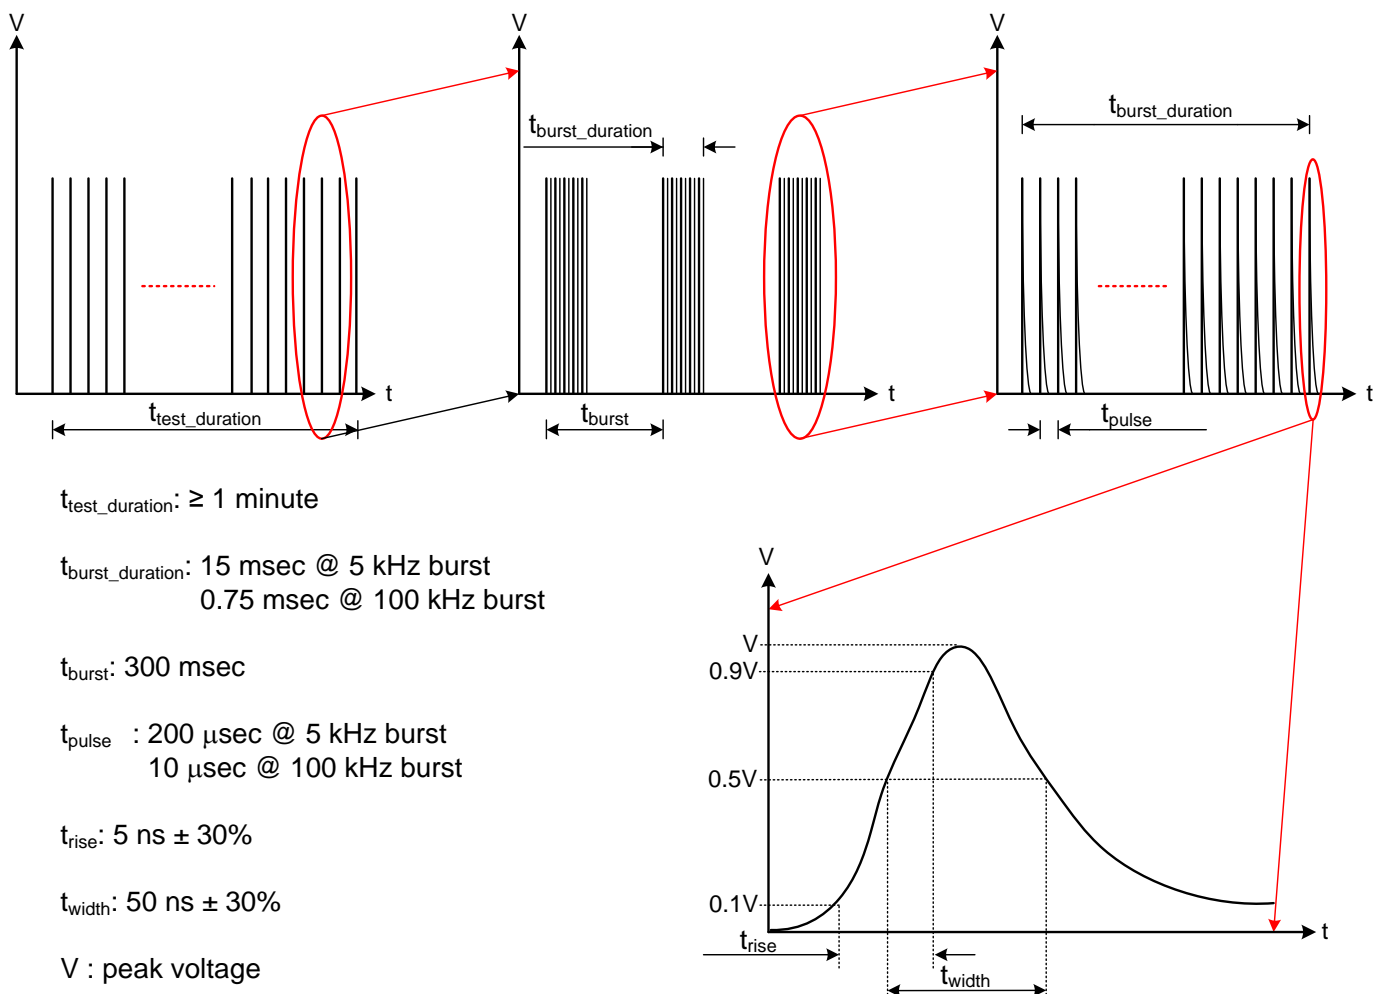 V
V
V
t_burst_duration
t_burst_duration
t
t
t
t_test_duration
t_burst
t_pulse
t_test_duration: ≥ 1 minute
t_burst_duration: 15 msec @ 5 kHz burst
0.75 msec @ 100 kHz burst
t_burst: 300 msec
t_pulse : 200 μsec @ 5 kHz burst
10 μsec @ 100 kHz burst
t_rise: 5 ns ± 30%
t_width: 50 ns ± 30%
V : peak voltage
V
V
0.9V
0.5V
0.1V
t
t_rise
t_width